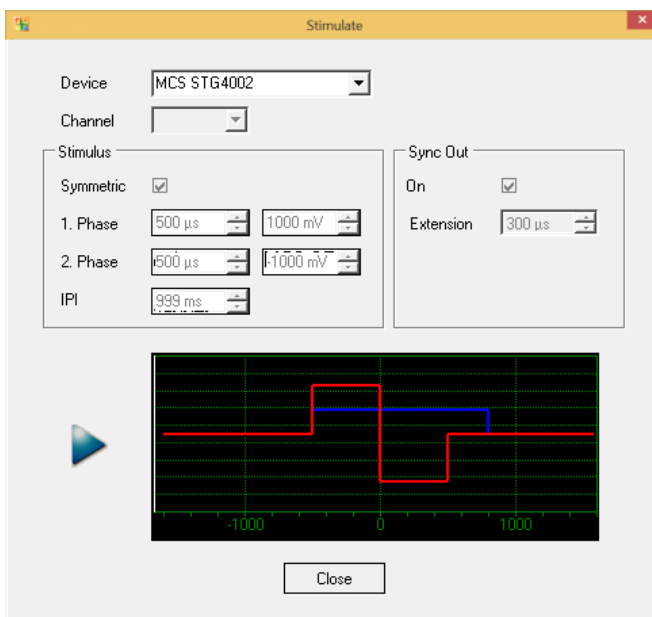 Stimulate
Device MCS STG4002
Channel
Stimulus
Symmetric
1. Phase 500 µs 1000 mV
2. Phase 500 µs -1000 mV
IPI 999 ms
Sync Out
On
Extension 300 µs
-1000 0 1000
Close